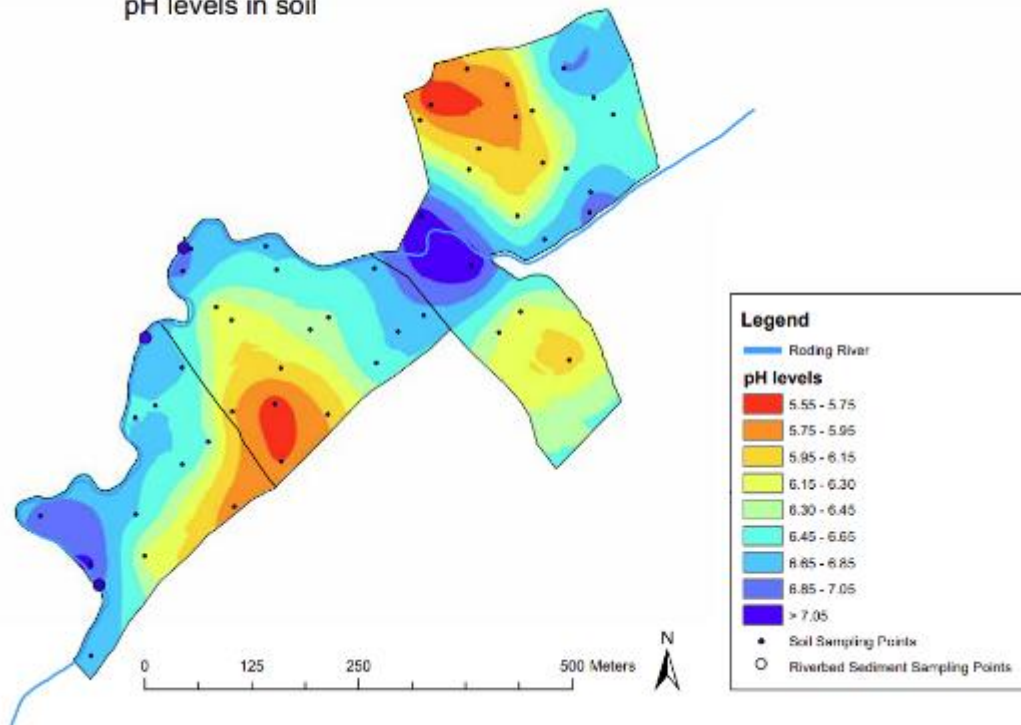 pH levels in soil
Legend
Roding River
pH levels
5.55 - 5.75
5.75 - 5.95
5.95 - 6.15
6.15 - 6.30
6.30 - 6.45
6.45 - 6.65
6.65 - 6.85
6.85 - 7.05
> 7.05
Soil Sampling Points
Riverbed Sediment Sampling Points
0 125 250 500 Meters
N